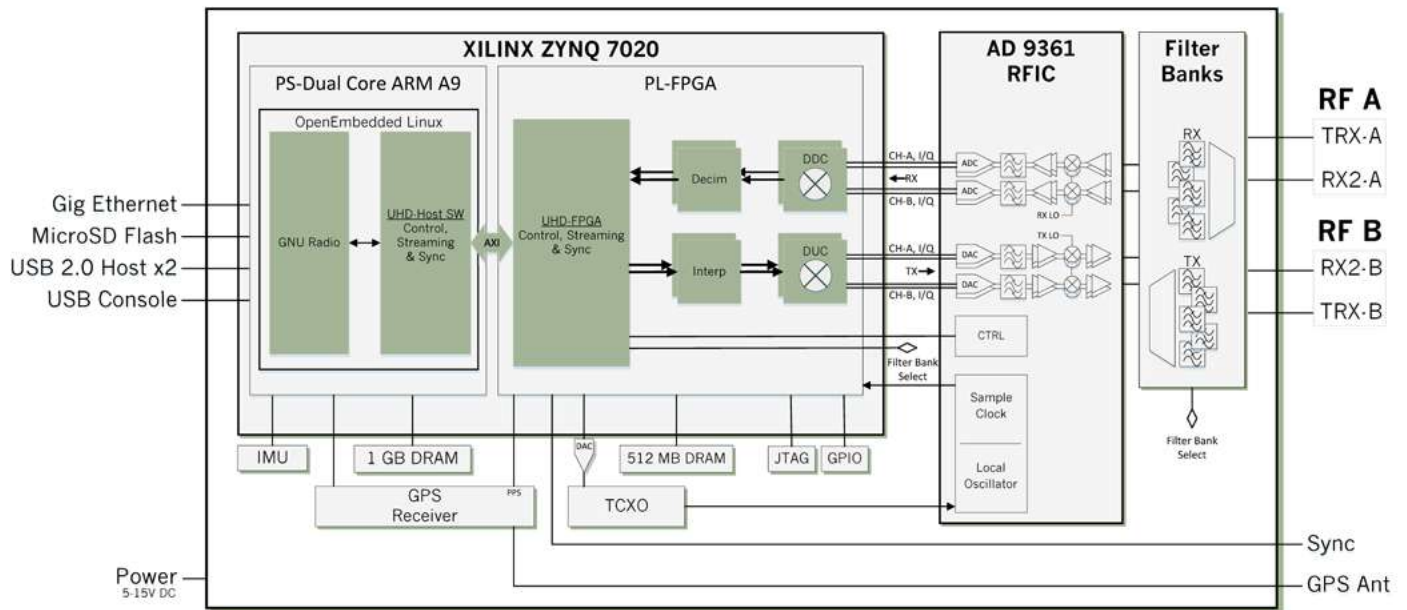 XILINX ZYNQ 7020
PS-Dual Core ARM A9
OpenEmbedded Linux
GNU Radio
UHD-Host SW
Control,
Streaming
& Sync
AXI
PL-FPGA
UHD-FPGA
Control, Streaming
& Sync
Decim
DDC
Interp
DUC
CH-A, I/Q
RX
CH-B, I/Q
CH-A, I/Q
TX
CH-B, I/Q
Filter Bank
Select
AD 9361
RFIC
ADC
ADC
RX LO
TX LO
DAC
DAC
CTRL
Sample
Clock
Local
Oscillator
Filter
Banks
RX
TX
Filter Bank
Select
RF A
TRX-A
RX2-A
RF B
RX2-B
TRX-B
Gig Ethernet
MicroSD Flash
USB 2.0 Host x2
USB Console
IMU
1 GB DRAM
DAC
512 MB DRAM
JTAG
GPIO
GPS
Receiver
PPS
TCXO
Sync
GPS Ant
Power
5-15V DC